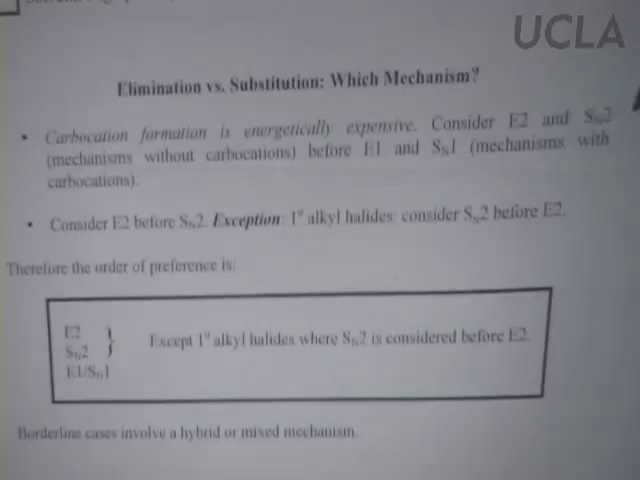 UCLA
Elimination vs. Substitution: Which Mechanism?
• Carbocation formation is energetically expensive. Consider E2 and SN2
(mechanisms without carbocations) before E1 and SN1 (mechanisms with
carbocations).
• Consider E2 before SN2. Exception: 1º alkyl halides: consider SN2 before E2.
Therefore the order of preference is:
E2
SN2 } Except 1º alkyl halides where SN2 is considered before E2.
E1/SN1
Borderline cases involve a hybrid or mixed mechanism.